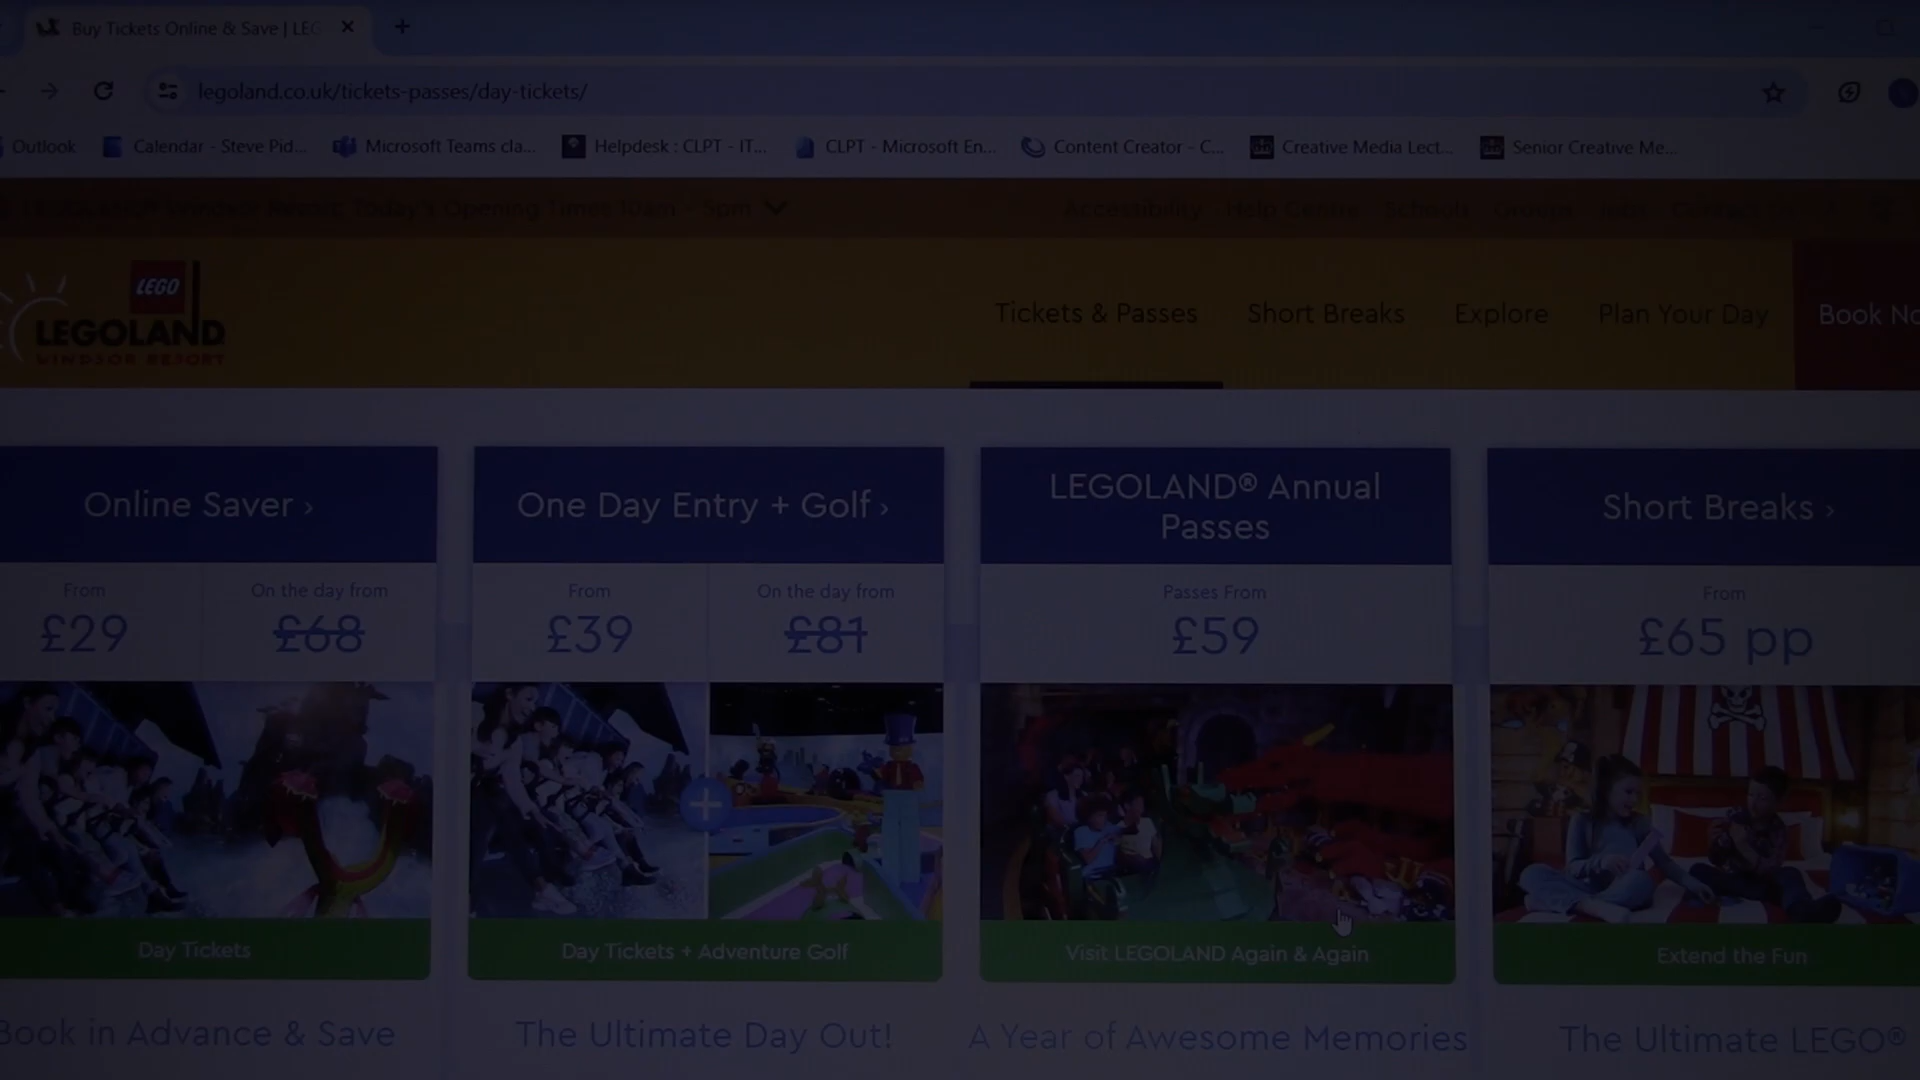 Buy Tickets Online & Save | LEG
legoland.co.uk/tickets-passes/day-tickets/
Outlook
Calendar - Steve Pid...
Microsoft Teams cla...
Helpdesk : CLPT - IT...
CLPT - Microsoft En...
Content Creator - C...
Creative Media Lect...
Senior Creative Me...
Windsor Resort, Today's Opening Times 10am - 5pm
Accessibility Help Centre Schools Groups Jobs Contact Us
LEGO
LEGOLAND
WINDSOR RESORT
Tickets & Passes
Short Breaks
Explore
Plan Your Day
Book No
Online Saver ›
From
£29
On the day from
£68
Day Tickets
Book in Advance & Save
One Day Entry + Golf ›
From
£39
On the day from
£81
Day Tickets + Adventure Golf
The Ultimate Day Out!
LEGOLAND® Annual
Passes
Passes From
£59
Visit LEGOLAND Again & Again
A Year of Awesome Memories
Short Breaks ›
From
£65 pp
Extend the Fun
The Ultimate LEGO®